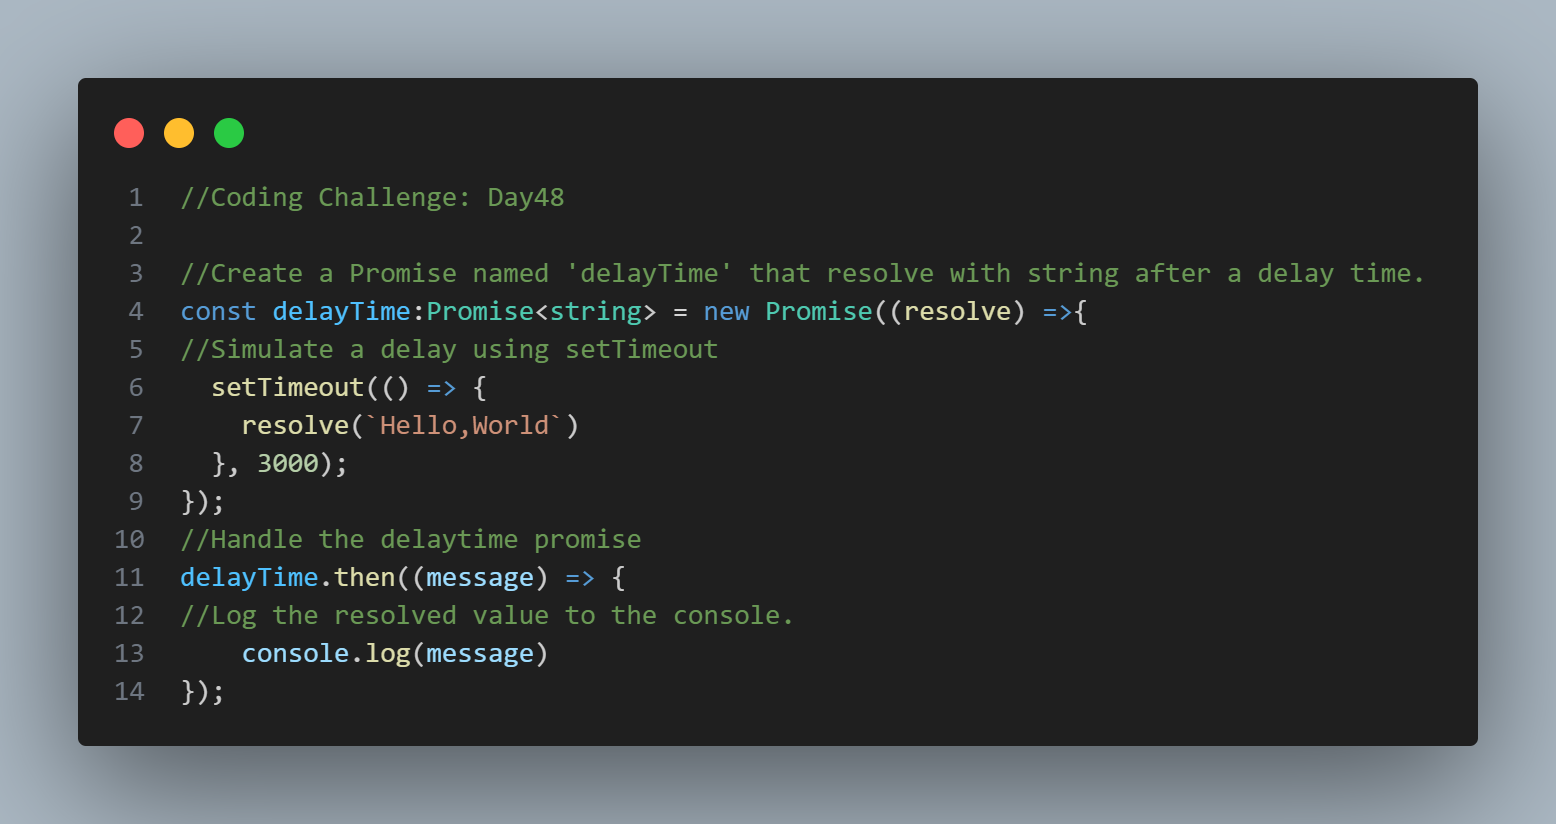 1 //Coding Challenge: Day48
2
3 //Create a Promise named 'delayTime' that resolve with string after a delay time.
4 const delayTime:Promise<string> = new Promise((resolve) =>{
5 //Simulate a delay using setTimeout
6   setTimeout(() => {
7     resolve(`Hello,World`)
8   }, 3000);
9 });
10 //Handle the delaytime promise
11 delayTime.then((message) => {
12 //Log the resolved value to the console.
13     console.log(message)
14 });